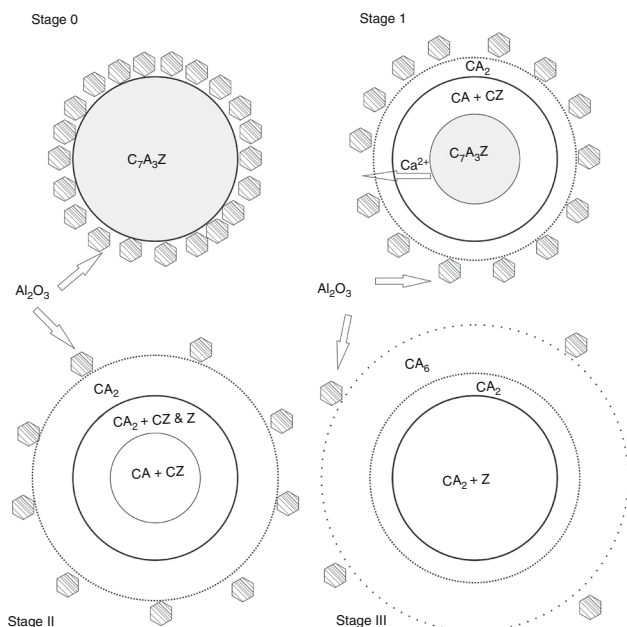 Stage 0
C₇A₃Z
Al₂O₃
Stage 1
CA₂
CA + CZ
C₇A₃Z
Ca²⁺
Al₂O₃
CA₂
CA₂ + CZ & Z
CA + CZ
Stage II
CA₆
CA₂
CA₂ + Z
Stage III